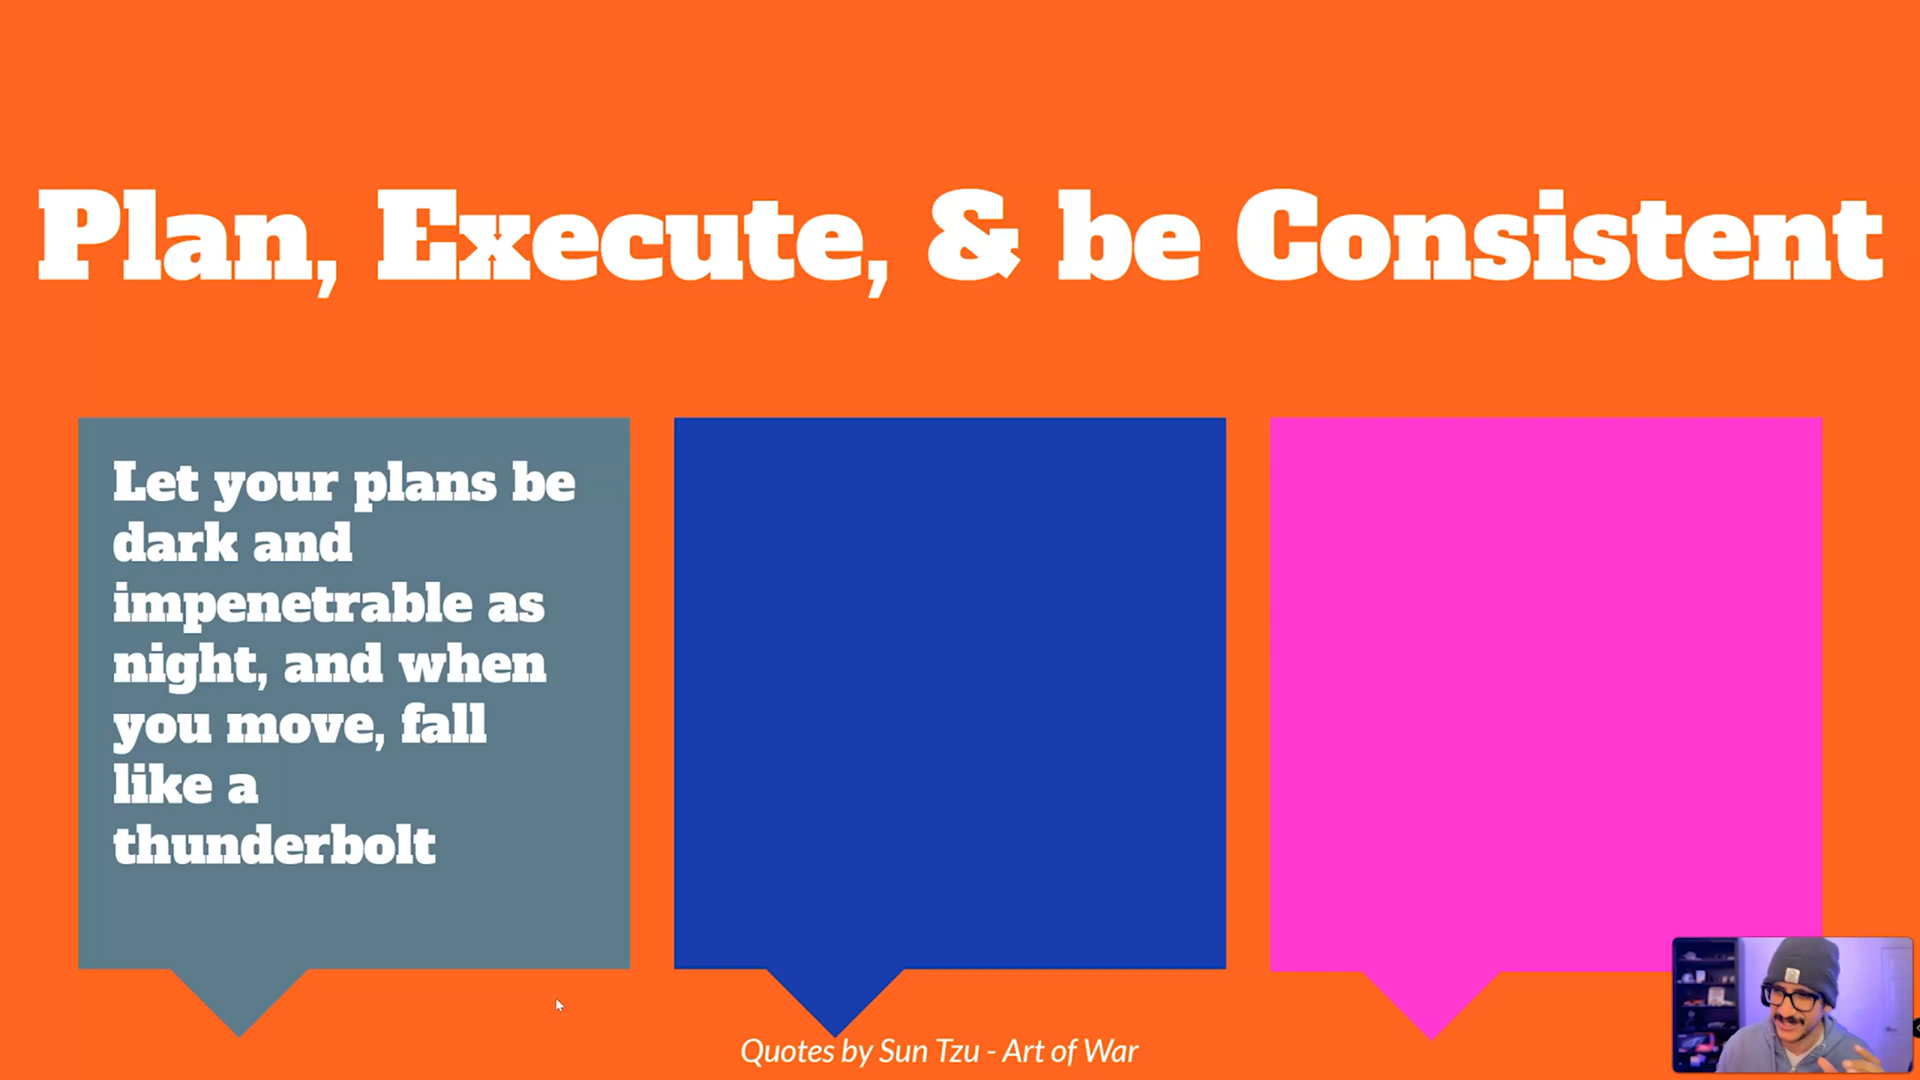 Plan, Execute, & be Consistent
Let your plans be
dark and
impenetrable as
night, and when
you move, fall
like a
thunderbolt
Quotes by Sun Tzu - Art of War